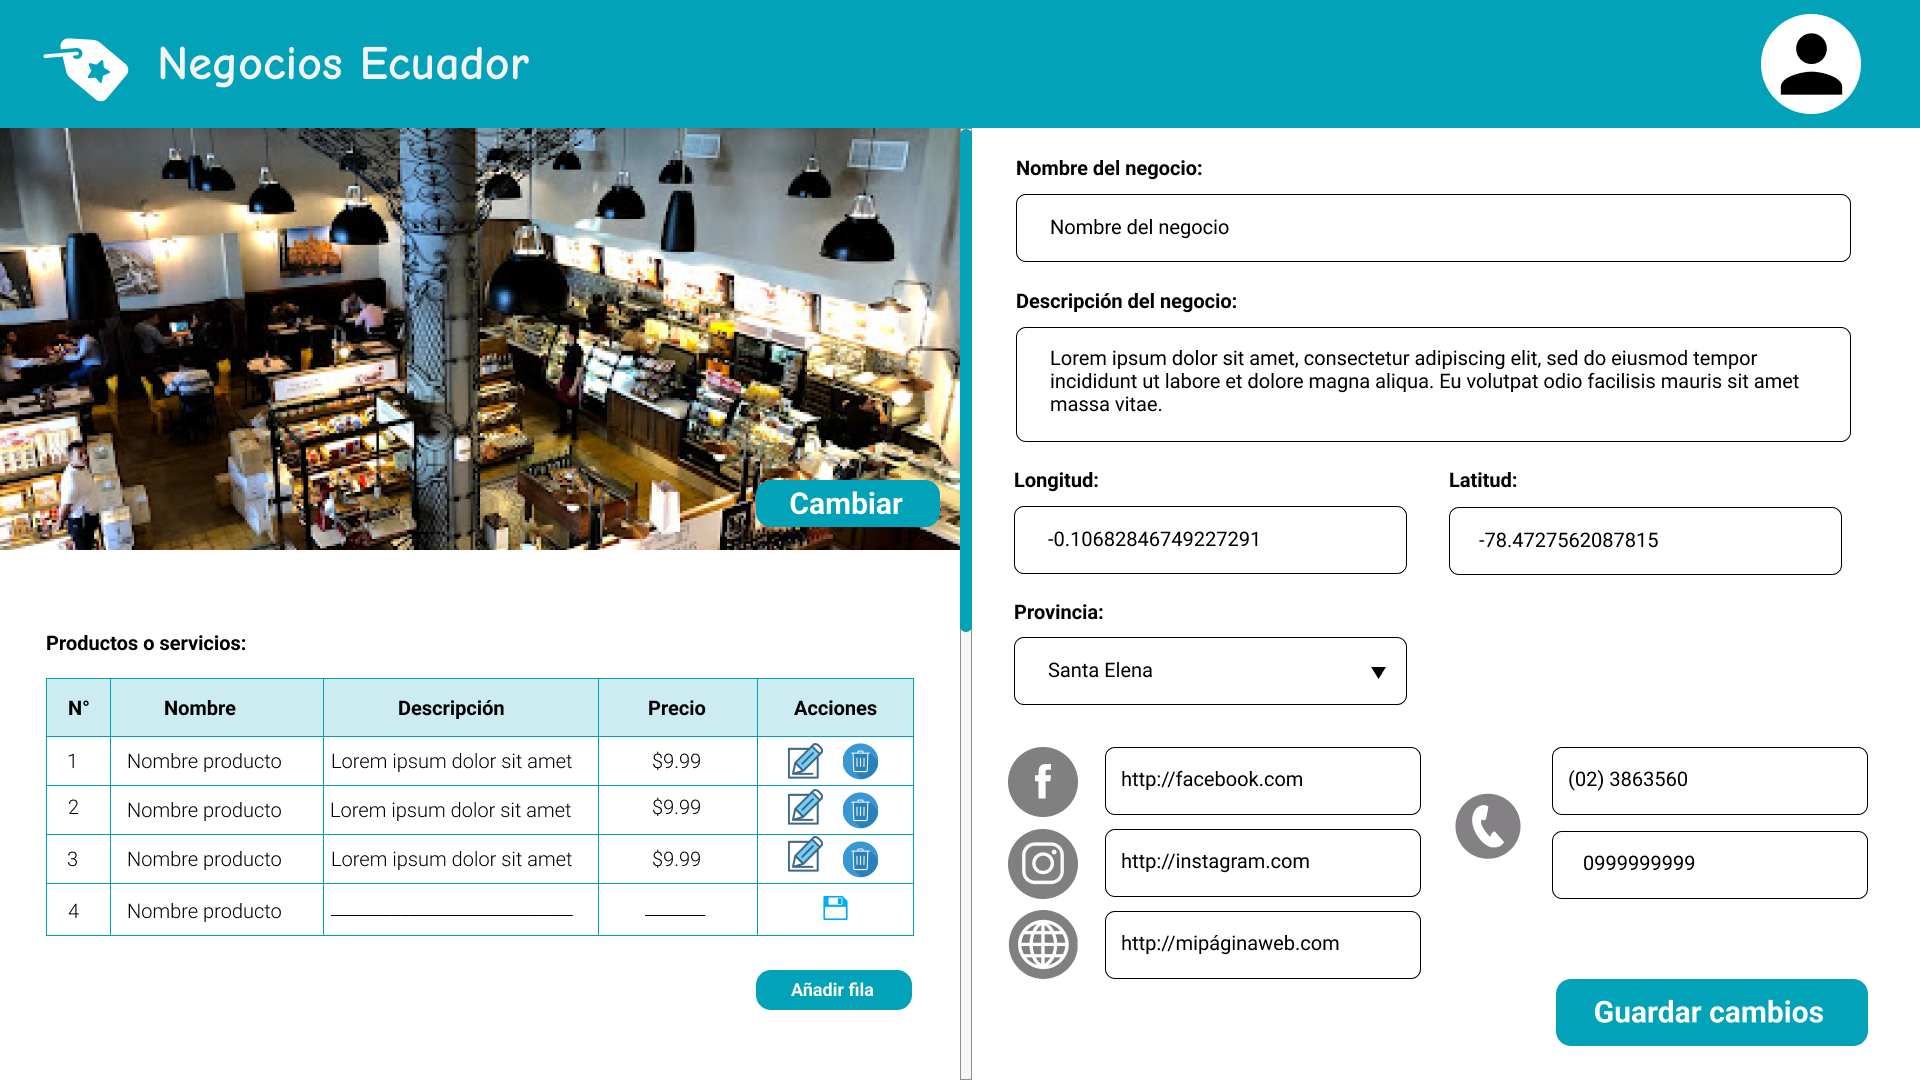 Negocios Ecuador
Cambiar
Productos o servicios:
N° Nombre Descripción Precio Acciones
1 Nombre producto Lorem ipsum dolor sit amet $9.99
2 Nombre producto Lorem ipsum dolor sit amet $9.99
3 Nombre producto Lorem ipsum dolor sit amet $9.99
4 Nombre producto
Añadir fila
Nombre del negocio:
Nombre del negocio
Descripción del negocio:
Lorem ipsum dolor sit amet, consectetur adipiscing elit, sed do eiusmod tempor
incididunt ut labore et dolore magna aliqua. Eu volutpat odio facilisis mauris sit amet
massa vitae.
Longitud: Latitud:
-0.10682846749227291 -78.4727562087815
Provincia:
Santa Elena
http://facebook.com (02) 3863560
http://instagram.com 0999999999
http://mipáginaweb.com
Guardar cambios